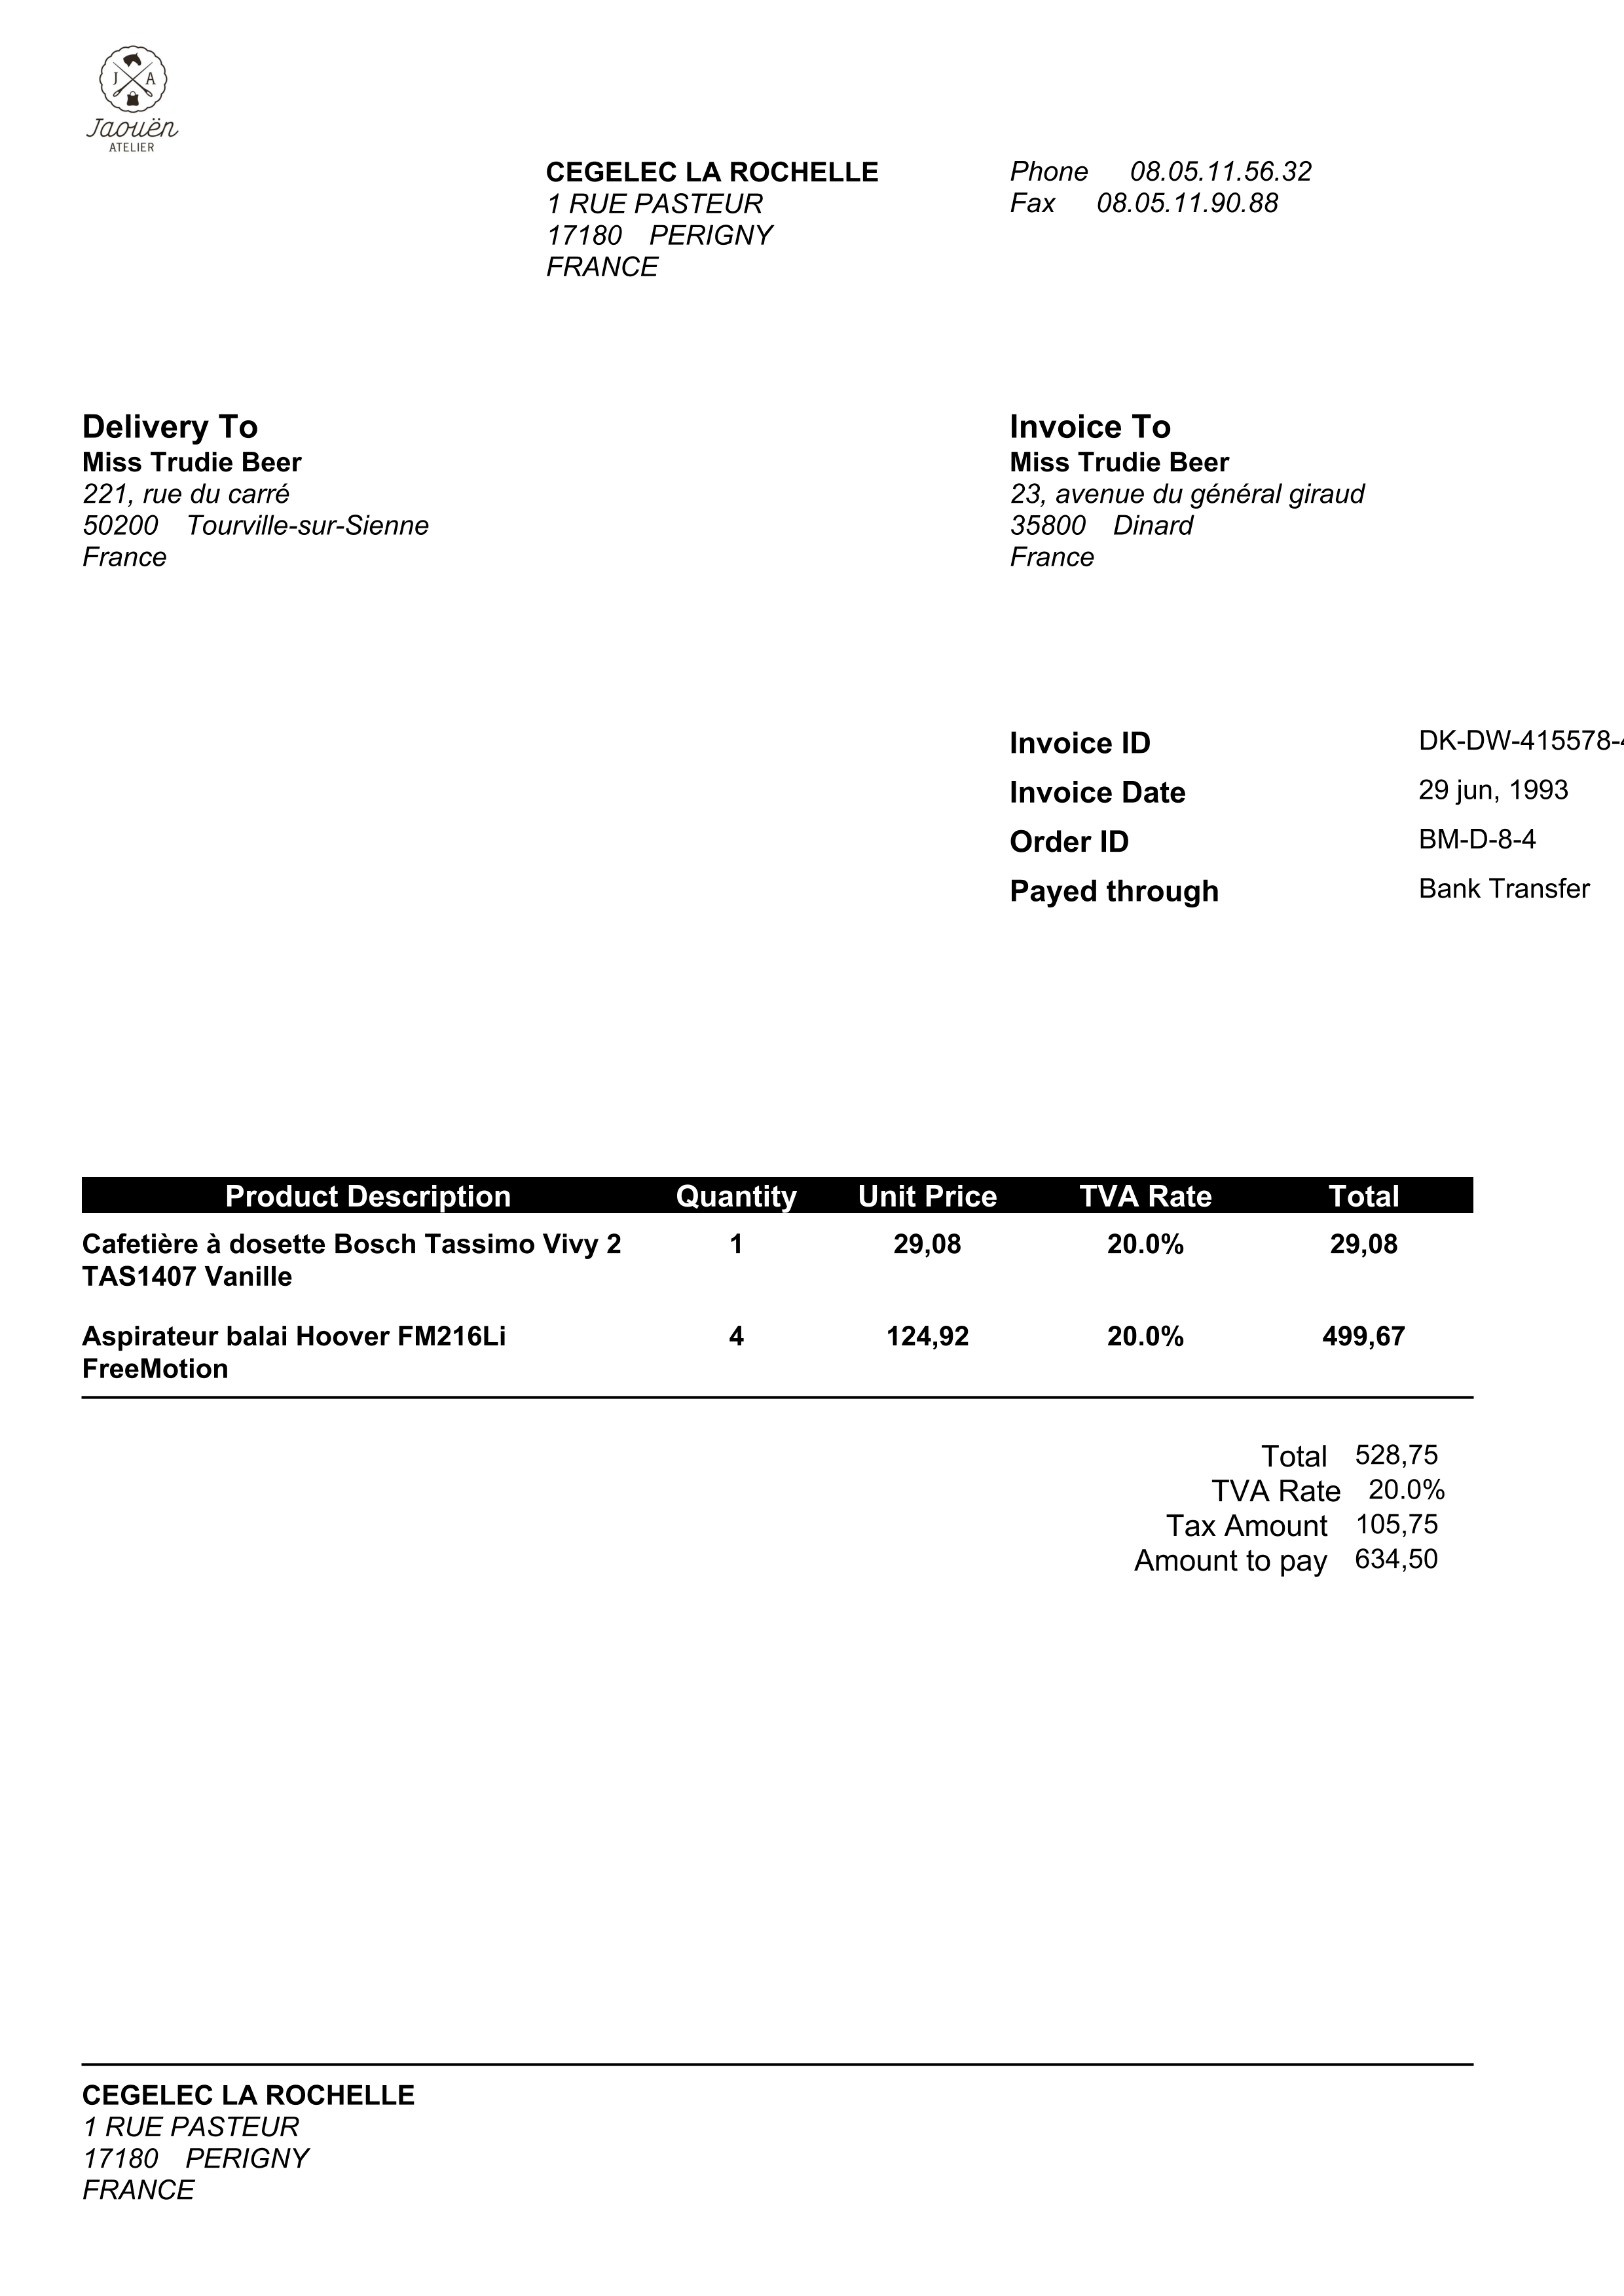 J A
Jaouën
ATELIER
CEGELEC LA ROCHELLE
1 RUE PASTEUR
17180 PERIGNY
FRANCE
Phone 08.05.11.56.32
Fax 08.05.11.90.88
Delivery To
Miss Trudie Beer
221, rue du carré
50200 Tourville-sur-Sienne
France
Invoice To
Miss Trudie Beer
23, avenue du général giraud
35800 Dinard
France
Invoice ID DK-DW-415578-
Invoice Date 29 jun, 1993
Order ID BM-D-8-4
Payed through Bank Transfer
Product Description Quantity Unit Price TVA Rate Total
Cafetière à dosette Bosch Tassimo Vivy 2 1 29,08 20.0% 29,08
TAS1407 Vanille
Aspirateur balai Hoover FM216Li 4 124,92 20.0% 499,67
FreeMotion
Total 528,75
TVA Rate 20.0%
Tax Amount 105,75
Amount to pay 634,50
CEGELEC LA ROCHELLE
1 RUE PASTEUR
17180 PERIGNY
FRANCE